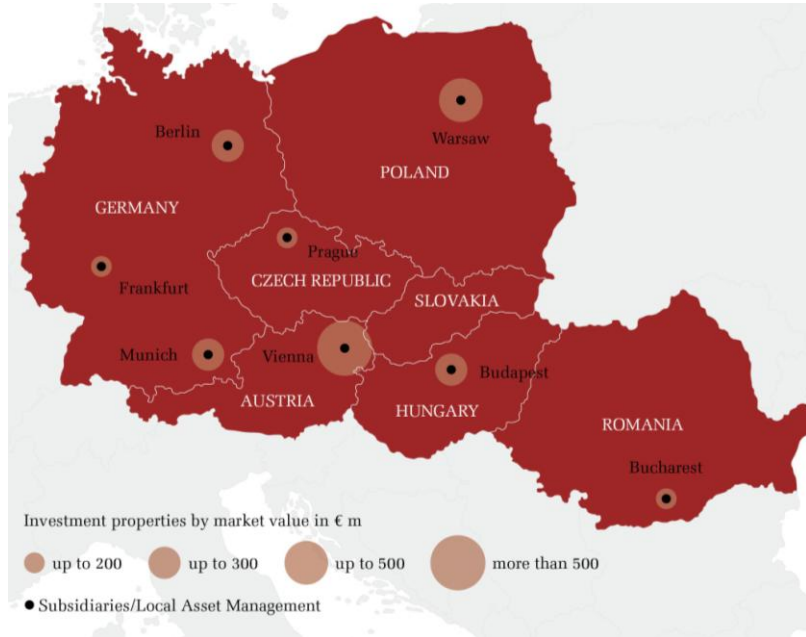 Berlin
Warsaw
POLAND
GERMANY
Prague
CZECH REPUBLIC
Frankfurt
SLOVAKIA
Munich
Vienna
Budapest
AUSTRIA
HUNGARY
ROMANIA
Bucharest
Investment properties by market value in € m
up to 200 up to 300 up to 500 more than 500
Subsidiaries/Local Asset Management